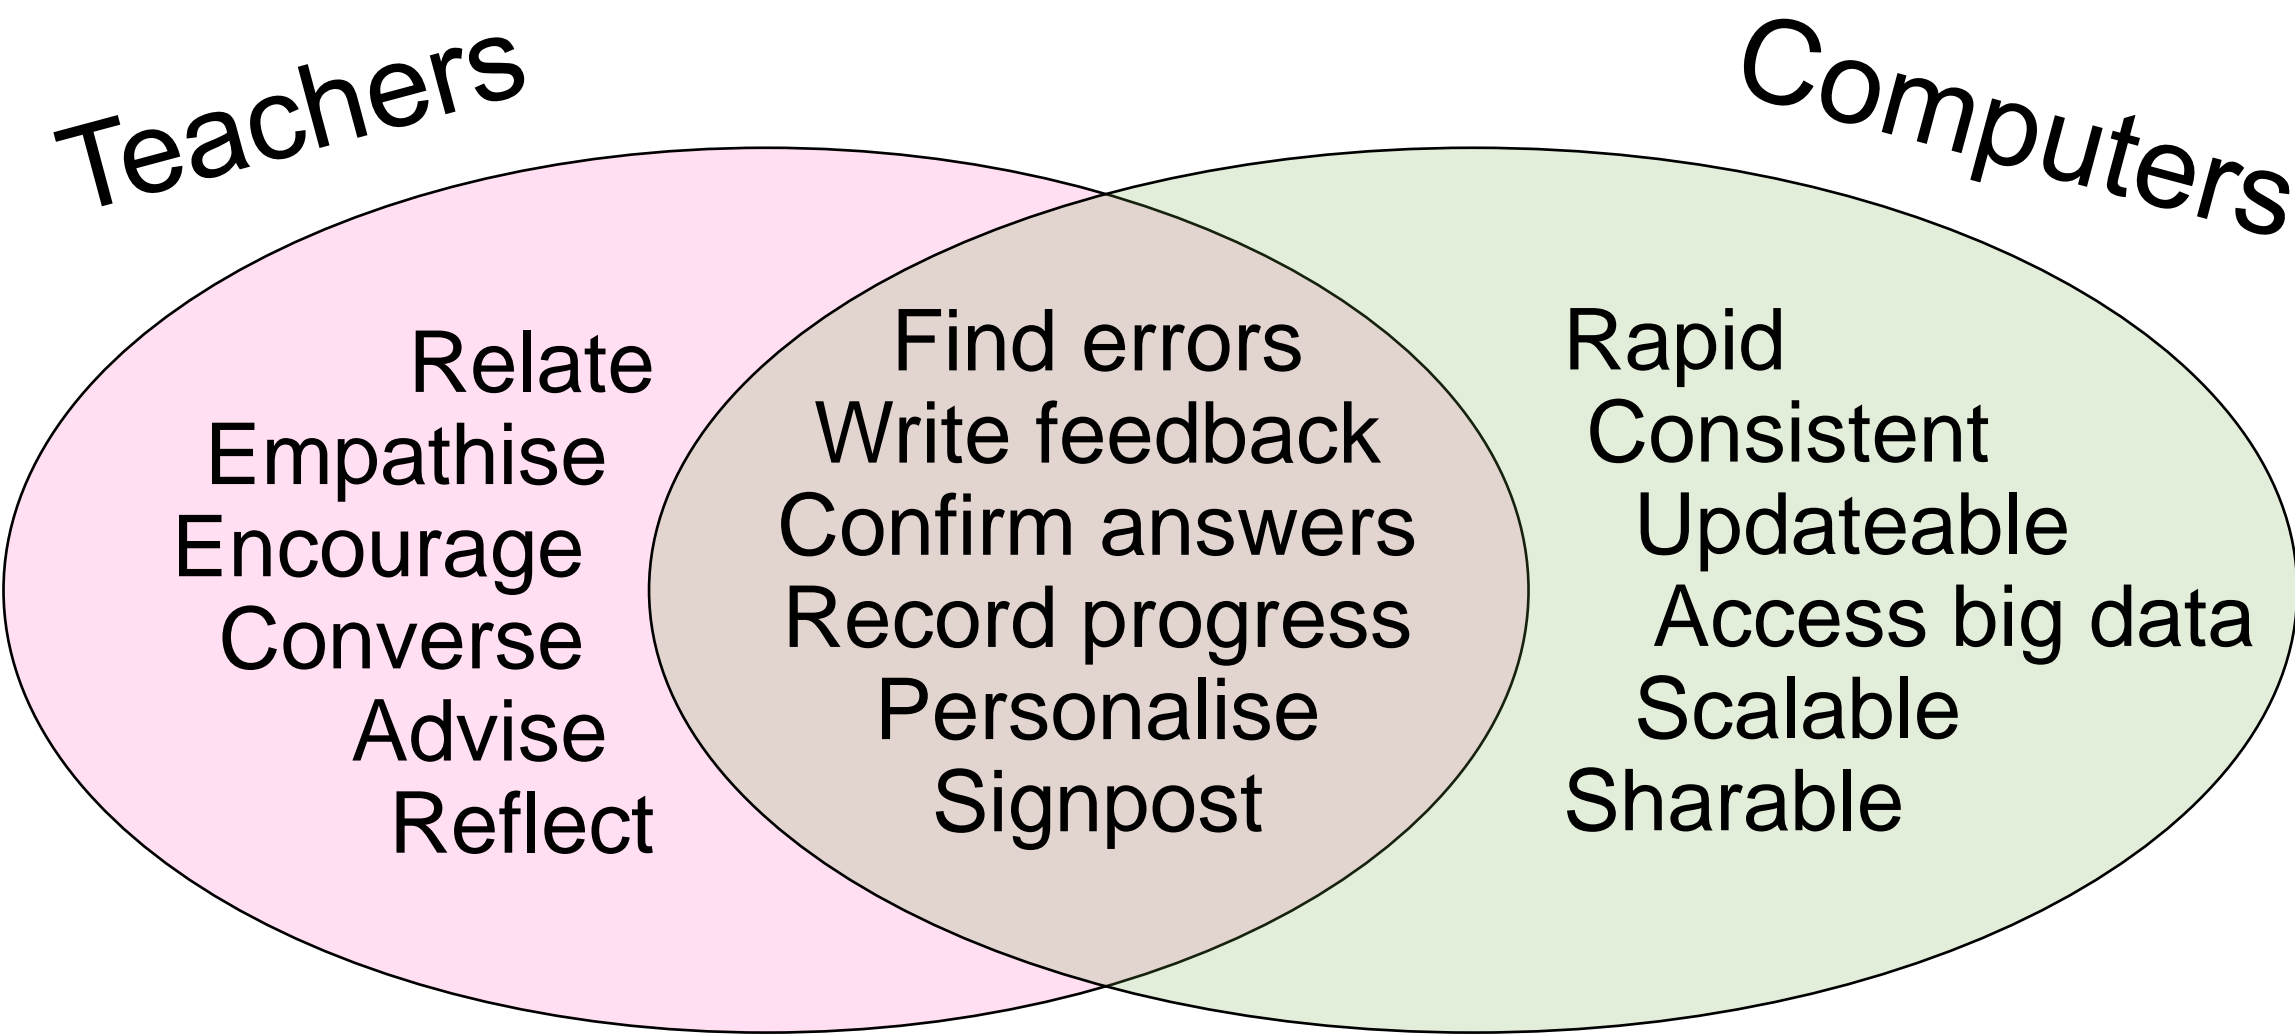 Teachers
Computers
Relate
Empathise
Encourage
Converse
Advise
Reflect
Find errors
Write feedback
Confirm answers
Record progress
Personalise
Signpost
Rapid
Consistent
Updateable
Access big data
Scalable
Sharable